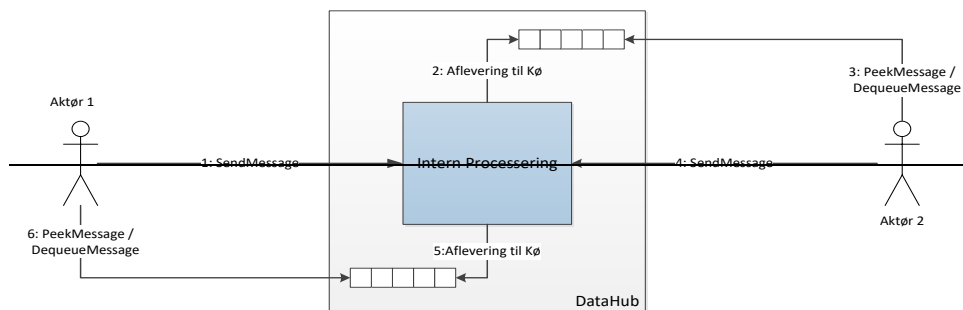 2: Aflevering til Kø
3: PeekMessage /
DequeueMessage
Aktør 1
1: SendMessage
Intern Processering
4: SendMessage
Aktør 2
6: PeekMessage /
DequeueMessage
5:Aflevering til Kø
DataHub